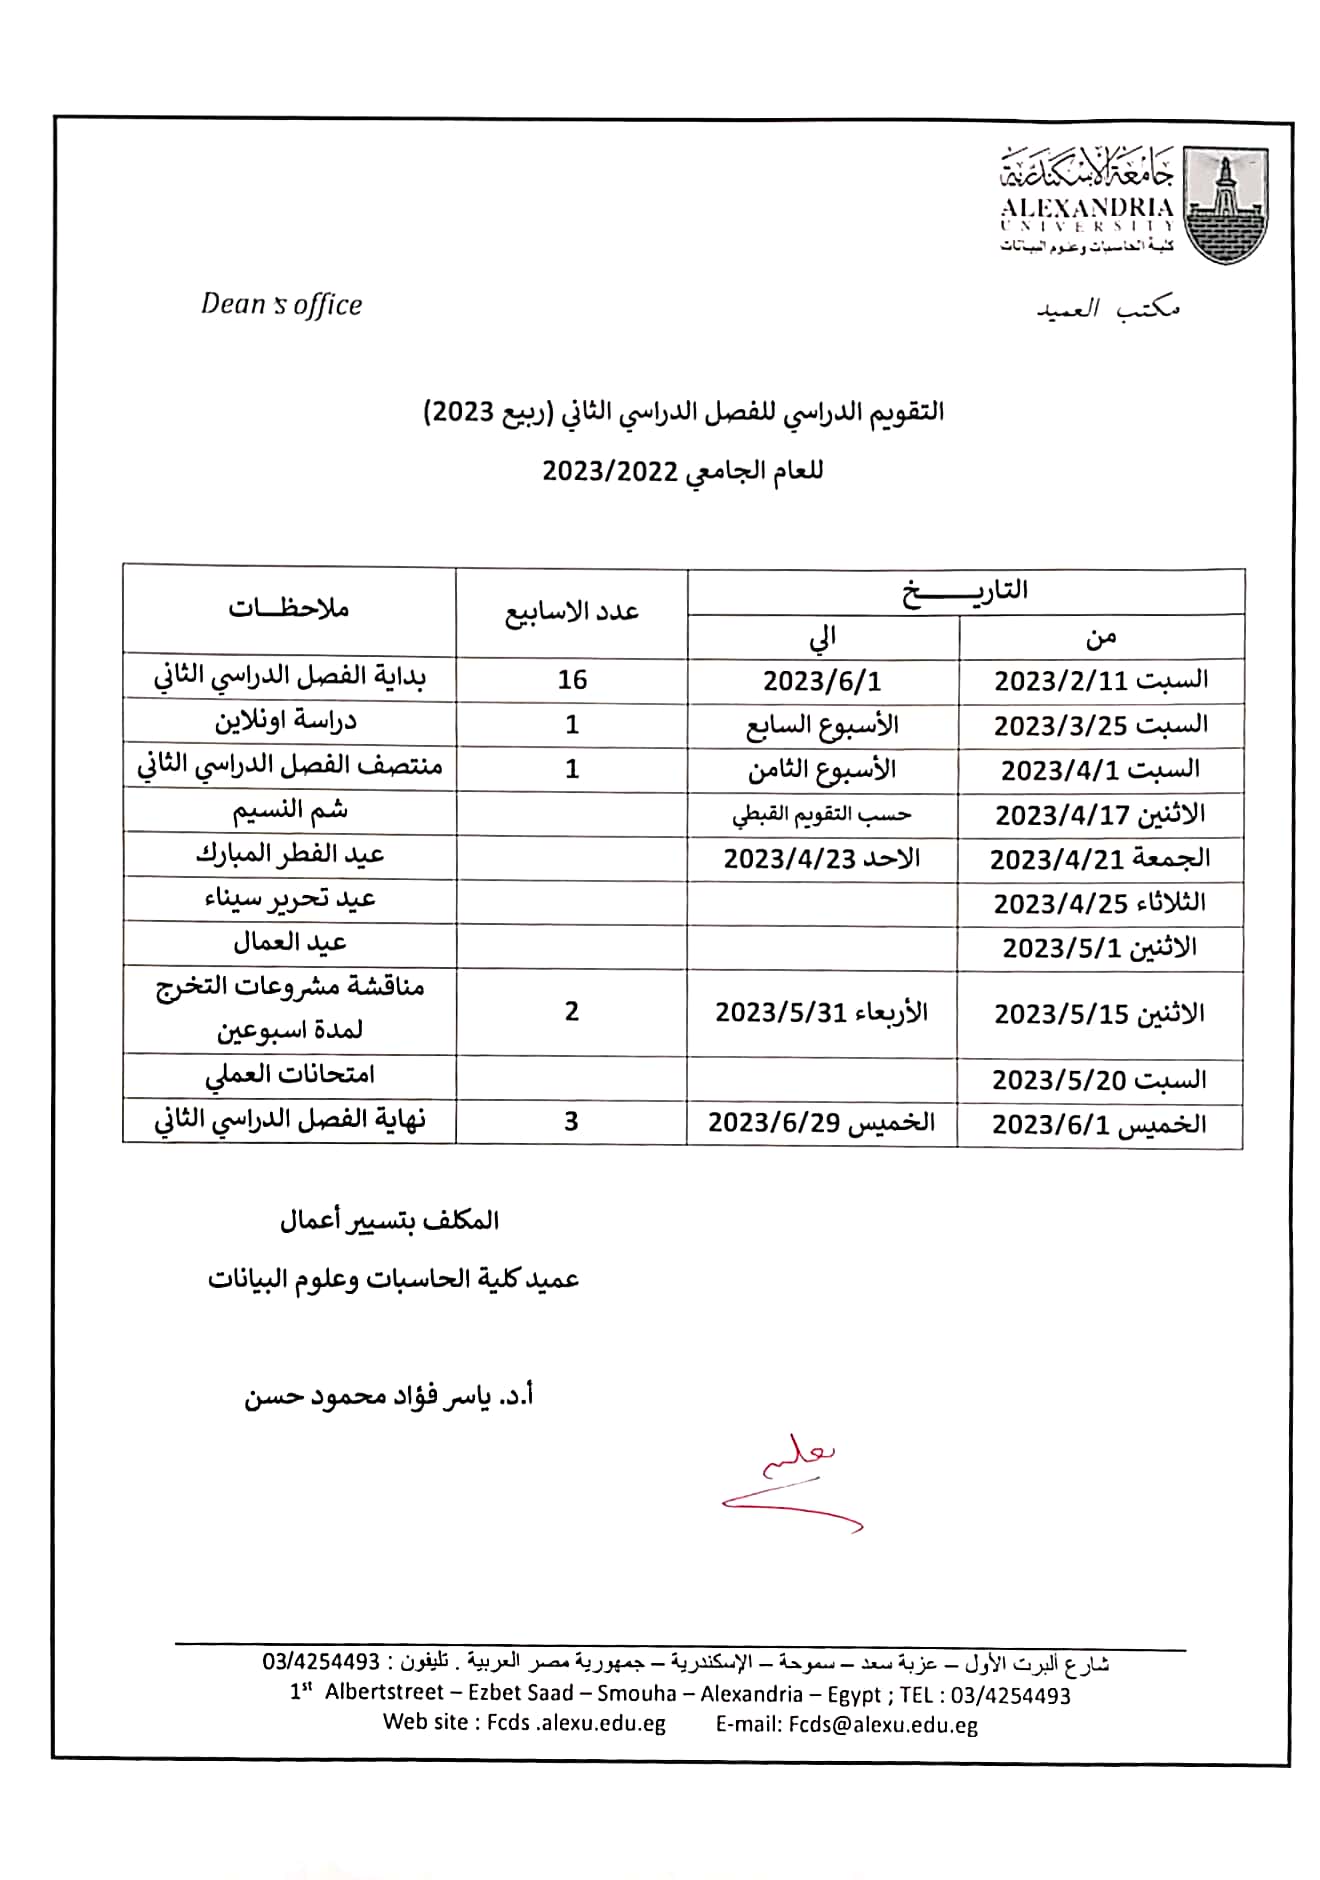 جامعة الإسكندرية
ALEXANDRIA
UNIVERSITY
كلية الحاسبات وعلوم البيانات
مكتب العميد
Dean's office
التقويم الدراسي للفصل الدراسي الثاني (ربيع 2023)
للعام الجامعي 2023/2022
التاريـــــخ عدد الاسابيع ملاحظـــات
من الي
السبت 2023/2/11 2023/6/1 16 بداية الفصل الدراسي الثاني
السبت 2023/3/25 الأسبوع السابع 1 دراسة اونلاين
السبت 2023/4/1 الأسبوع الثامن 1 منتصف الفصل الدراسي الثاني
الاثنين 2023/4/17 حسب التقويم القبطي شم النسيم
الجمعة 2023/4/21 الاحد 2023/4/23 عيد الفطر المبارك
الثلاثاء 2023/4/25 عيد تحرير سيناء
الاثنين 2023/5/1 عيد العمال
الاثنين 2023/5/15 الأربعاء 2023/5/31 2 مناقشة مشروعات التخرج
لمدة اسبوعين
السبت 2023/5/20 امتحانات العملي
الخميس 2023/6/1 الخميس 2023/6/29 3 نهاية الفصل الدراسي الثاني
المكلف بتسيير أعمال
عميد كلية الحاسبات وعلوم البيانات
أ.د. ياسر فؤاد محمود حسن
شارع ألبرت الأول – عزبة سعد – سموحة – الإسكندرية – جمهورية مصر العربية . تليفون : 03/4254493
1st Albertstreet – Ezbet Saad – Smouha – Alexandria – Egypt ; TEL : 03/4254493
Web site : Fcds .alexu.edu.eg E-mail: Fcds@alexu.edu.eg